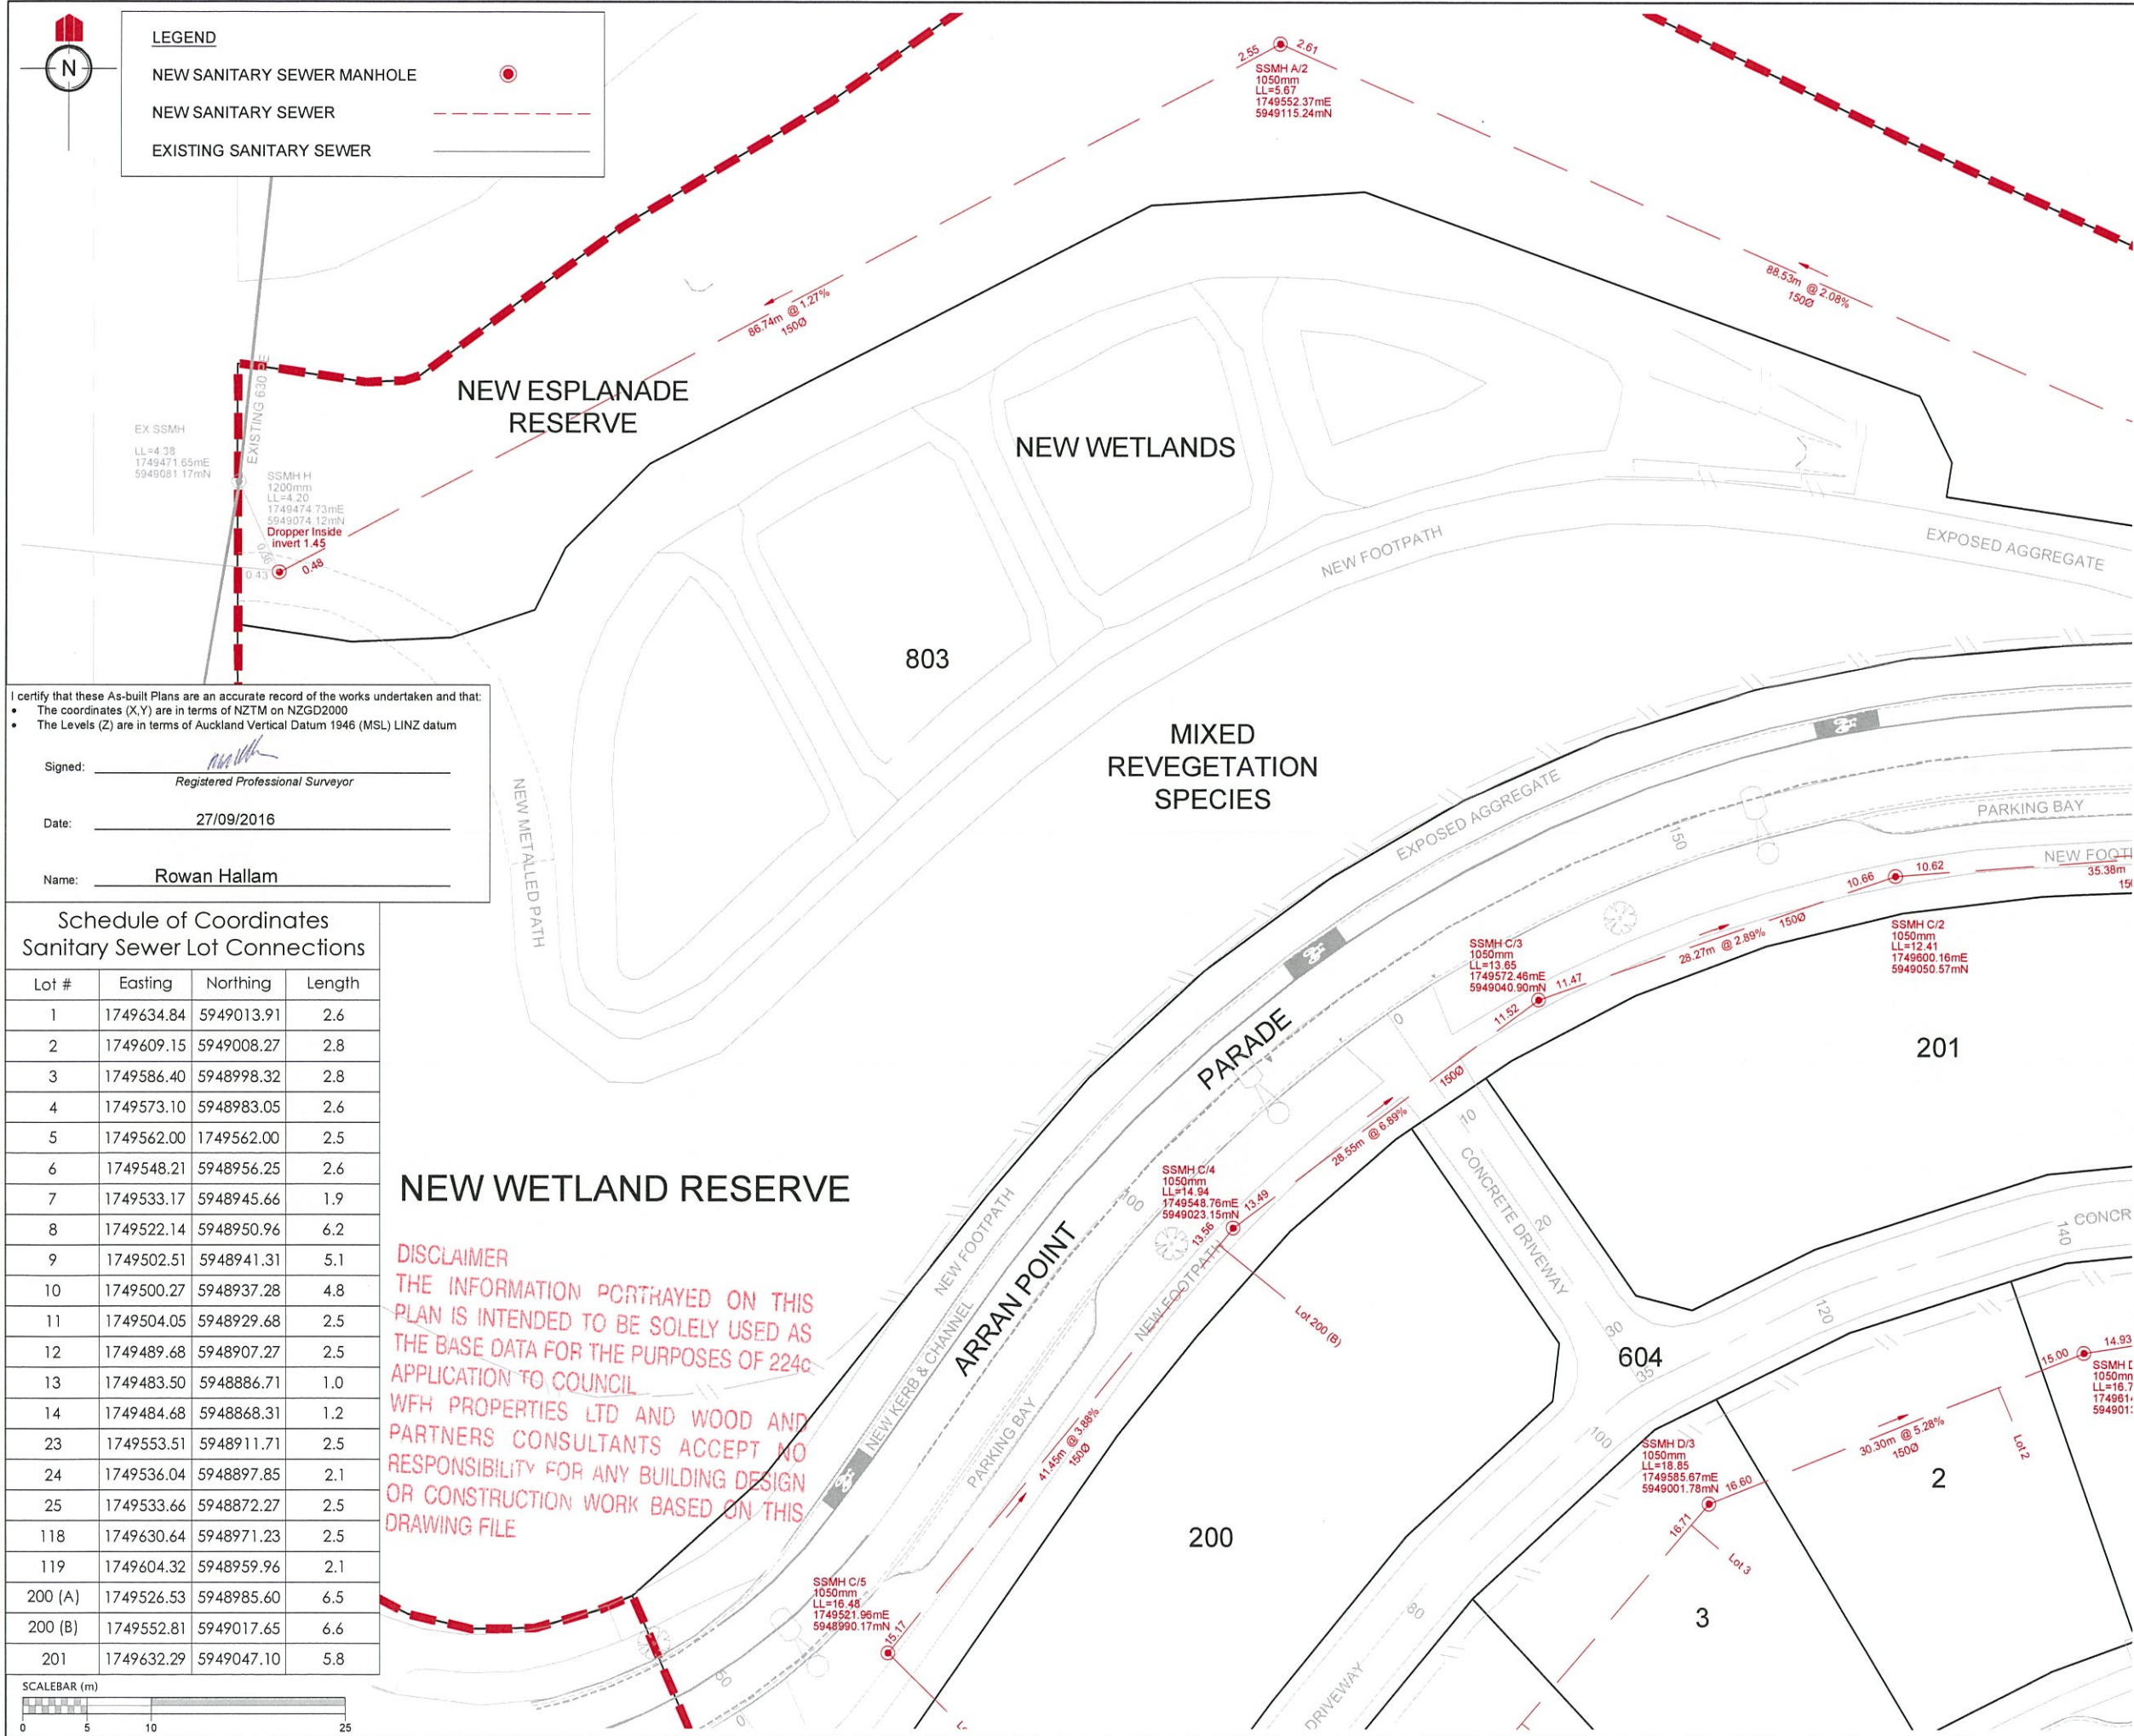 N
LEGEND
NEW SANITARY SEWER MANHOLE
NEW SANITARY SEWER
EXISTING SANITARY SEWER
2.55
2.61
SSMH A/2
1050mm
LL=5.67
1749552.37mE
5949115.24mN
86.74m @ 1.27%
150Ø
88.53m @ 2.08%
150Ø
NEW ESPLANADE
RESERVE
NEW WETLANDS
EX SSMH
LL=4.38
1749471.65mE
5949081.17mN
SSMH H
1200mm
LL=4.20
1749474.73mE
5949074.12mN
Dropper Inside
invert 1.45
0.43
0.48
NEW FOOTPATH
EXPOSED AGGREGATE
803
MIXED
REVEGETATION
SPECIES
I certify that these As-built Plans are an accurate record of the works undertaken and that:
• The coordinates (X,Y) are in terms of NZTM on NZGD2000
• The Levels (Z) are in terms of Auckland Vertical Datum 1946 (MSL) LINZ datum
Signed:
Registered Professional Surveyor
Date: 27/09/2016
Name: Rowan Hallam
NEW METALLED PATH
EXPOSED AGGREGATE
150
PARKING BAY
10.66
10.62
35.38m
28.27m @ 2.89%
150Ø
SSMH C/3
1050mm
LL=13.65
1749572.46mE
5949040.90mN
11.52
11.47
SSMH C/2
1050mm
LL=12.41
1749600.16mE
5949050.57mN
201
Schedule of Coordinates
Sanitary Sewer Lot Connections
Lot # Easting Northing Length
1 1749634.84 5949013.91 2.6
2 1749609.15 5949008.27 2.8
3 1749586.40 5948998.32 2.8
4 1749573.10 5948983.05 2.6
5 1749562.00 1749562.00 2.5
6 1749548.21 5948956.25 2.6
7 1749533.17 5948945.66 1.9
8 1749522.14 5948950.96 6.2
9 1749502.51 5948941.31 5.1
10 1749500.27 5948937.28 4.8
11 1749504.05 5948929.68 2.5
12 1749489.68 5948907.27 2.5
13 1749483.50 5948886.71 1.0
14 1749484.68 5948868.31 1.2
23 1749553.51 5948911.71 2.5
24 1749536.04 5948897.85 2.1
25 1749533.66 5948872.27 2.5
118 1749630.64 5948971.23 2.5
119 1749604.32 5948959.96 2.1
200 (A) 1749526.53 5948985.60 6.5
200 (B) 1749552.81 5949017.65 6.6
201 1749632.29 5949047.10 5.8
SCALEBAR (m)
0 5 10 25
NEW WETLAND RESERVE
DISCLAIMER
THE INFORMATION PORTRAYED ON THIS
PLAN IS INTENDED TO BE SOLELY USED AS
THE BASE DATA FOR THE PURPOSES OF 224c
APPLICATION TO COUNCIL
WFH PROPERTIES LTD AND WOOD AND
PARTNERS CONSULTANTS ACCEPT NO
RESPONSIBILITY FOR ANY BUILDING DESIGN
OR CONSTRUCTION WORK BASED ON THIS
DRAWING FILE
ARRAN POINT
PARADE
0
150Ø
28.55m @ 6.89%
10
CONCRETE DRIVEWAY
20
30
35
604
SSMH C/4
1050mm
LL=14.94
1749548.76mE
5949023.15mN
13.56
13.49
100
NEW FOOTPATH
NEW KERB & CHANNEL
NEW FOOTPATH
PARKING BAY
Lot 200 (B)
41.45m @ 3.88%
150Ø
200
SSMH C/5
1050mm
LL=16.48
1749521.96mE
5948990.17mN
15.17
60
0
120
140
100
80
DRIVEWAY
15.00
14.93
30.30m @ 5.28%
150Ø
Lot 2
2
SSMH D/3
1050mm
LL=18.85
1749585.67mE
5949001.78mN
16.60
16.71
Lot 3
3